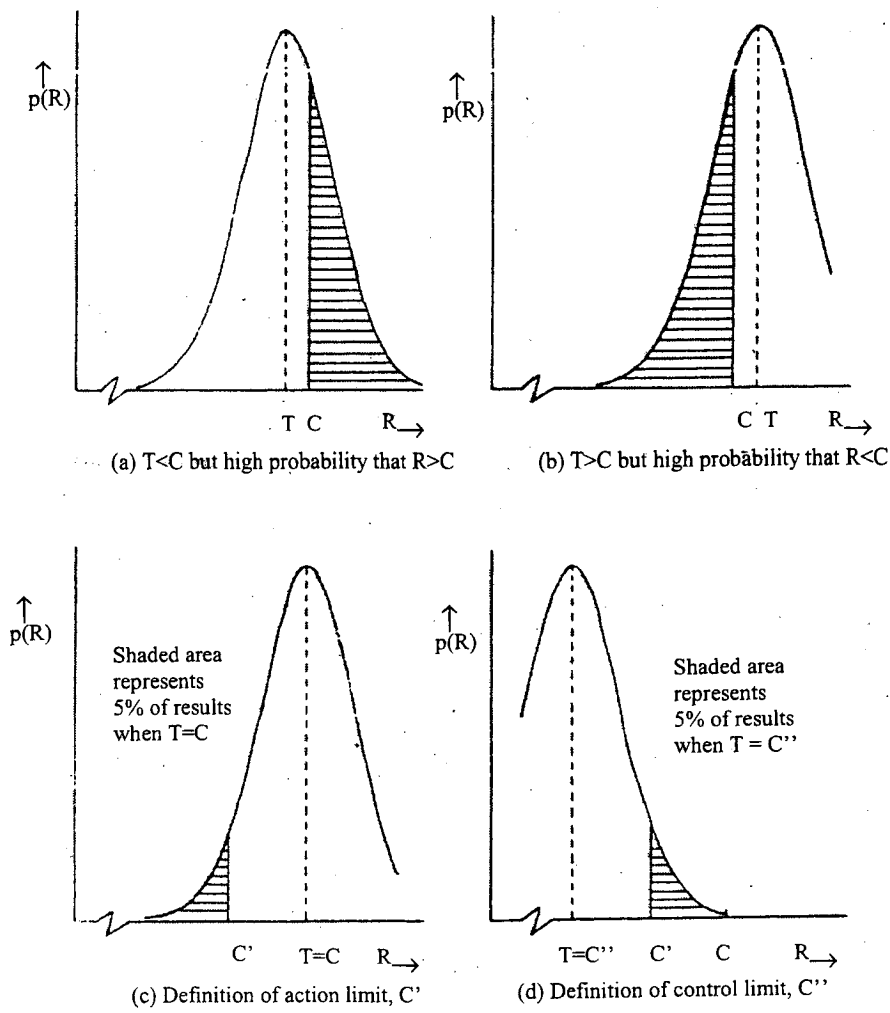 ↑
p(R)
T C R→
(a) T<C but high probability that R>C
↑
p(R)
C T R→
(b) T>C but high probability that R<C
↑
p(R)
Shaded area
represents
5% of results
when T=C
C' T=C R→
(c) Definition of action limit, C'
↑
p(R)
Shaded area
represents
5% of results
when T = C''
T=C'' C' C R→
(d) Definition of control limit, C''